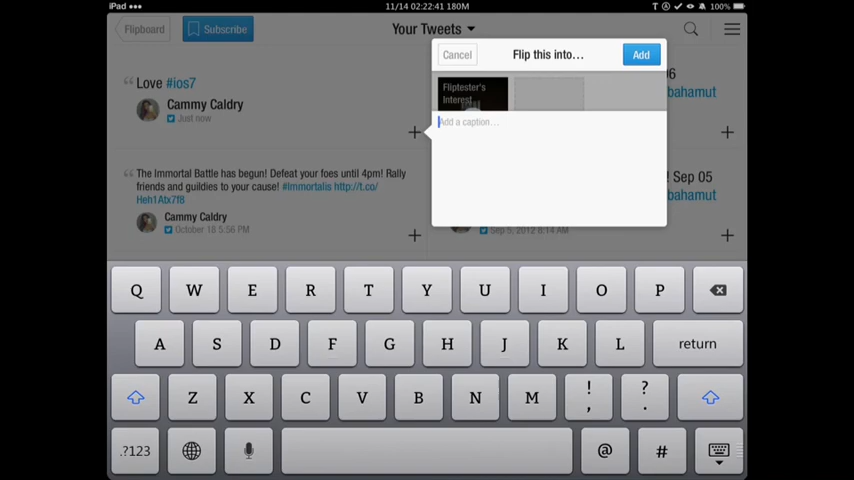 iPad
11/14 02:22:41 180M
T
100%
Flipboard
Subscribe
Your Tweets
Cancel
Flip this into...
Add
06
bahamut
Fliptester's
Interest
Add a caption...
Love #ios7
Cammy Caldry
Just now
The Immortal Battle has begun! Defeat your foes until 4pm! Rally
friends and guildies to your cause! #Immortalis http://t.co/
Heh1Atx7f8
Cammy Caldry
October 18 5:56 PM
! Sep 05
bahamut
Sep 5, 2012 8:14 AM
Q W E R T Y U I O P
A S D F G H J K L return
Z X C V B N M ! , ? .
.?123 @ #